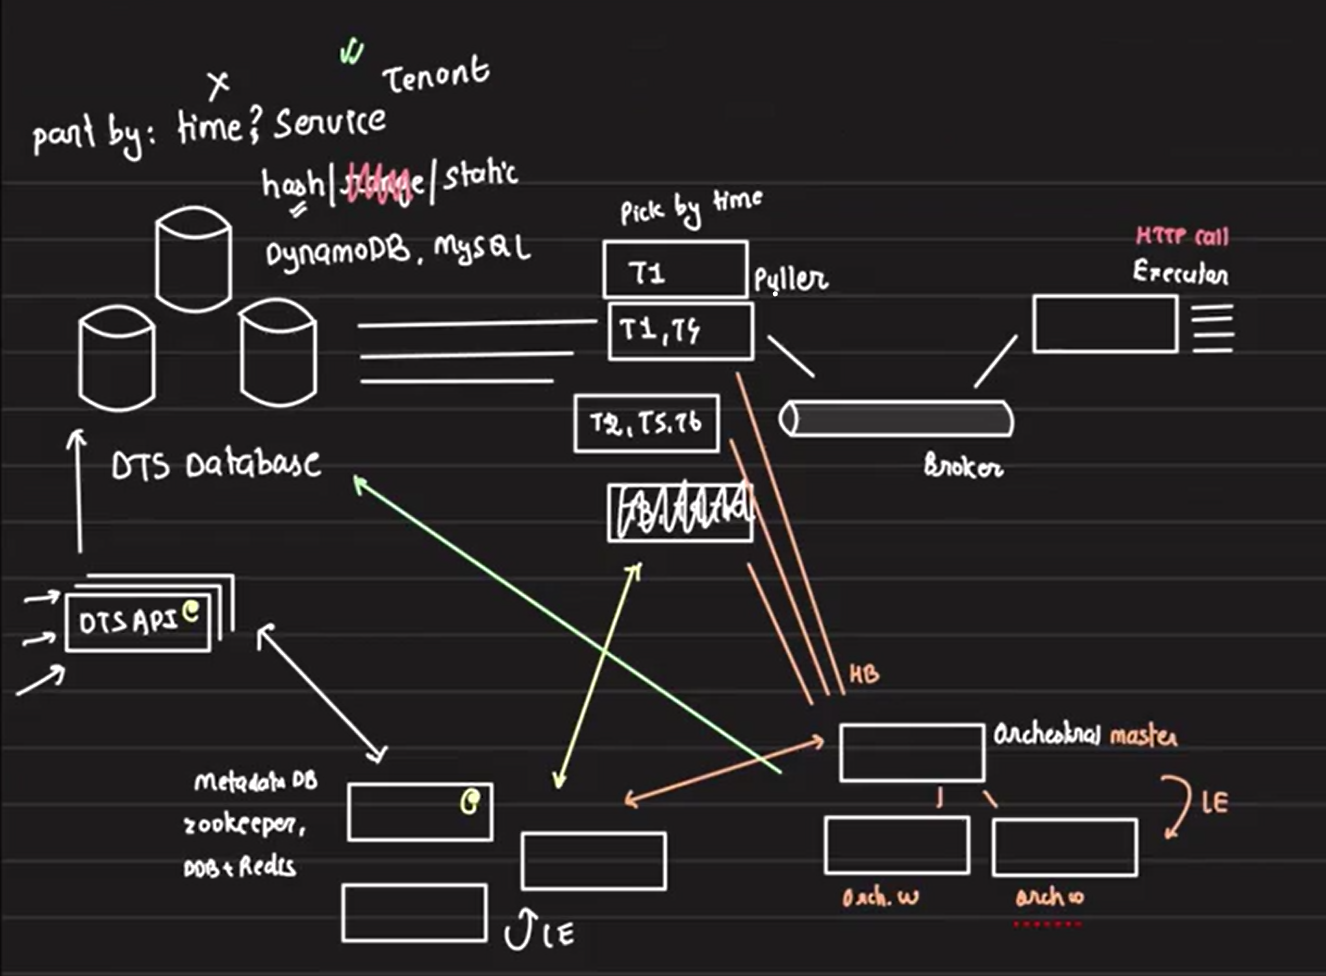 x
Tenant
part by: time? Service
hash | / static
DynamoDB, MySQL
Pick by time
T1
Puller
T1, T4
T2, T5, T6
HTTP call
Executor
Broker
DTS Database
DTS API C
HB
Metadata DB
zookeeper,
DDB + Redis
C
LE
Orchestral master
LE
Orch. w
Orch w